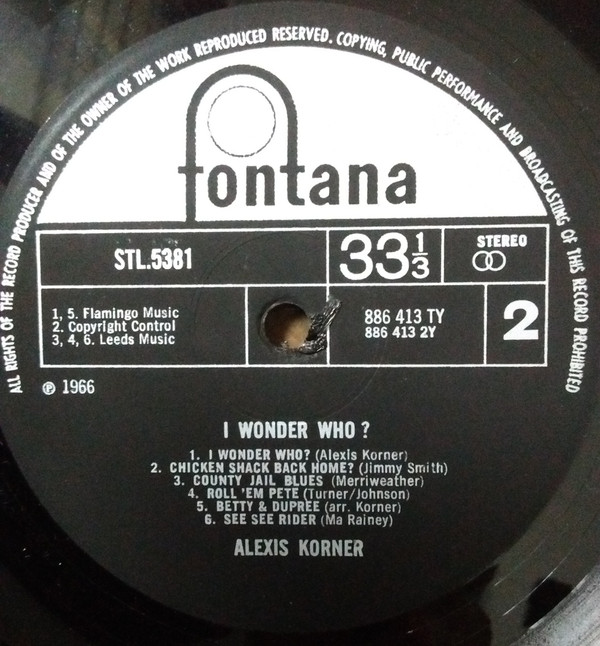 ALL RIGHTS OF THE RECORD PRODUCER AND OF THE OWNER OF THE WORK REPRODUCED RESERVED. COPYING, PUBLIC PERFORMANCE AND BROADCASTING OF THIS RECORD PROHIBITED
fontana
STL.5381
33⅓
STEREO
1, 5. Flamingo Music
2. Copyright Control
3, 4, 6. Leeds Music
886 413 TY
886 413 2Y
2
℗ 1966
I WONDER WHO?
1. I WONDER WHO? (Alexis Korner)
2. CHICKEN SHACK BACK HOME? (Jimmy Smith)
3. COUNTY JAIL BLUES (Merriweather)
4. ROLL 'EM PETE (Turner/Johnson)
5. BETTY & DUPREE (arr. Korner)
6. SEE SEE RIDER (Ma Rainey)
ALEXIS KORNER